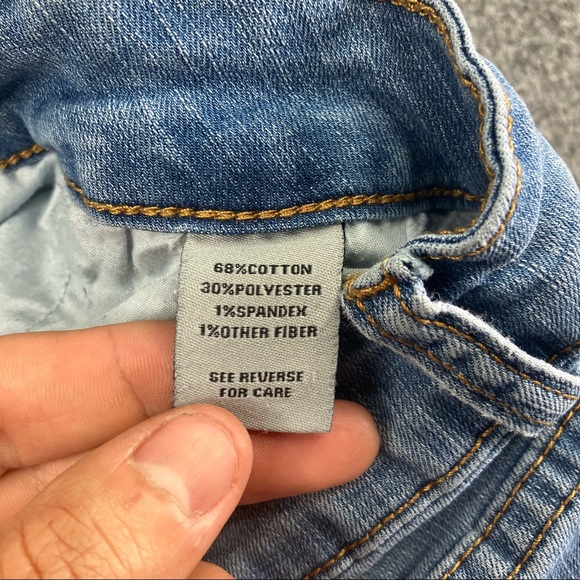 68%COTTON
30%POLYESTER
1%SPANDEX
1%OTHER FIBER
SEE REVERSE
FOR CARE